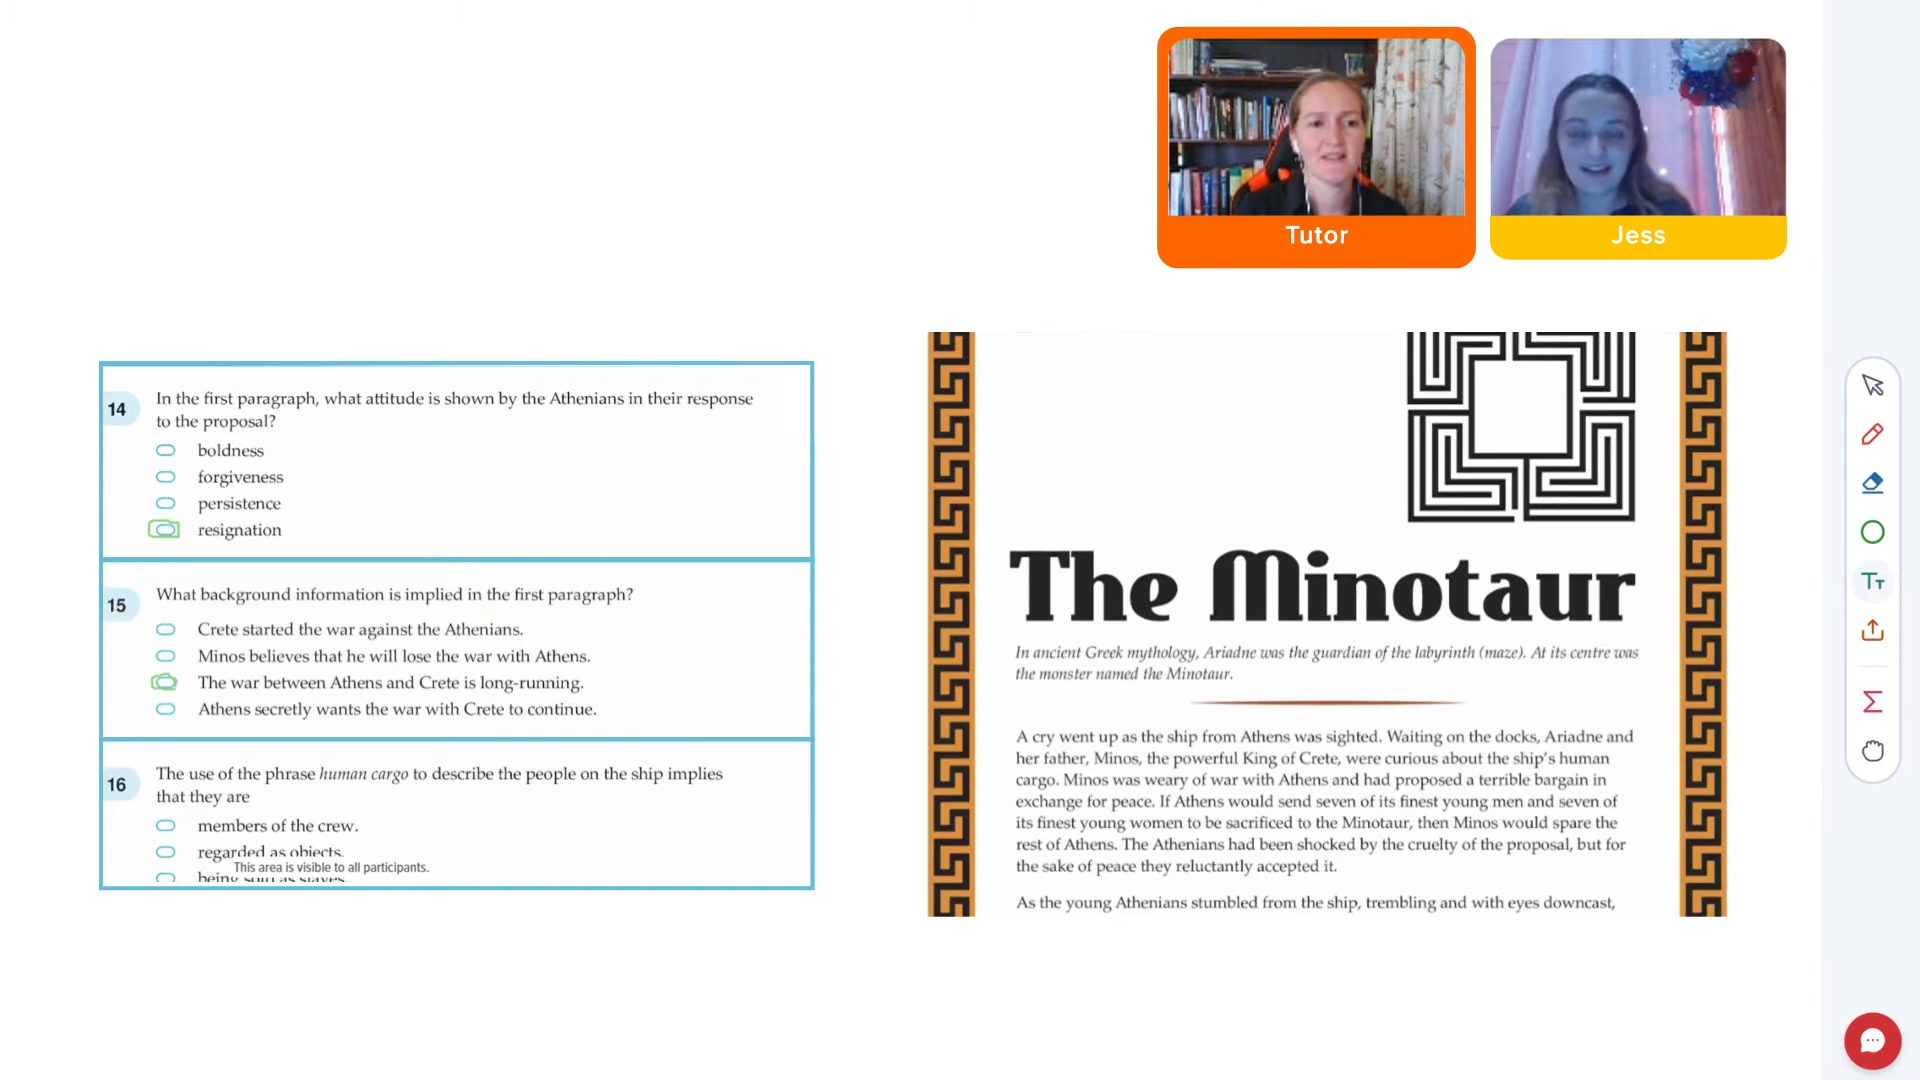 Tutor
Jess
14
In the first paragraph, what attitude is shown by the Athenians in their response
to the proposal?
boldness
forgiveness
persistence
resignation
15
What background information is implied in the first paragraph?
Crete started the war against the Athenians.
Minos believes that he will lose the war with Athens.
The war between Athens and Crete is long-running.
Athens secretly wants the war with Crete to continue.
16
The use of the phrase human cargo to describe the people on the ship implies
that they are
members of the crew.
regarded as objects.
This area is visible to all participants.
being sold as slaves.
The Minotaur
In ancient Greek mythology, Ariadne was the guardian of the labyrinth (maze). At its centre was
the monster named the Minotaur.
A cry went up as the ship from Athens was sighted. Waiting on the docks, Ariadne and
her father, Minos, the powerful King of Crete, were curious about the ship's human
cargo. Minos was weary of war with Athens and had proposed a terrible bargain in
exchange for peace. If Athens would send seven of its finest young men and seven of
its finest young women to be sacrificed to the Minotaur, then Minos would spare the
rest of Athens. The Athenians had been shocked by the cruelty of the proposal, but for
the sake of peace they reluctantly accepted it.
As the young Athenians stumbled from the ship, trembling and with eyes downcast,
Tт
Σ